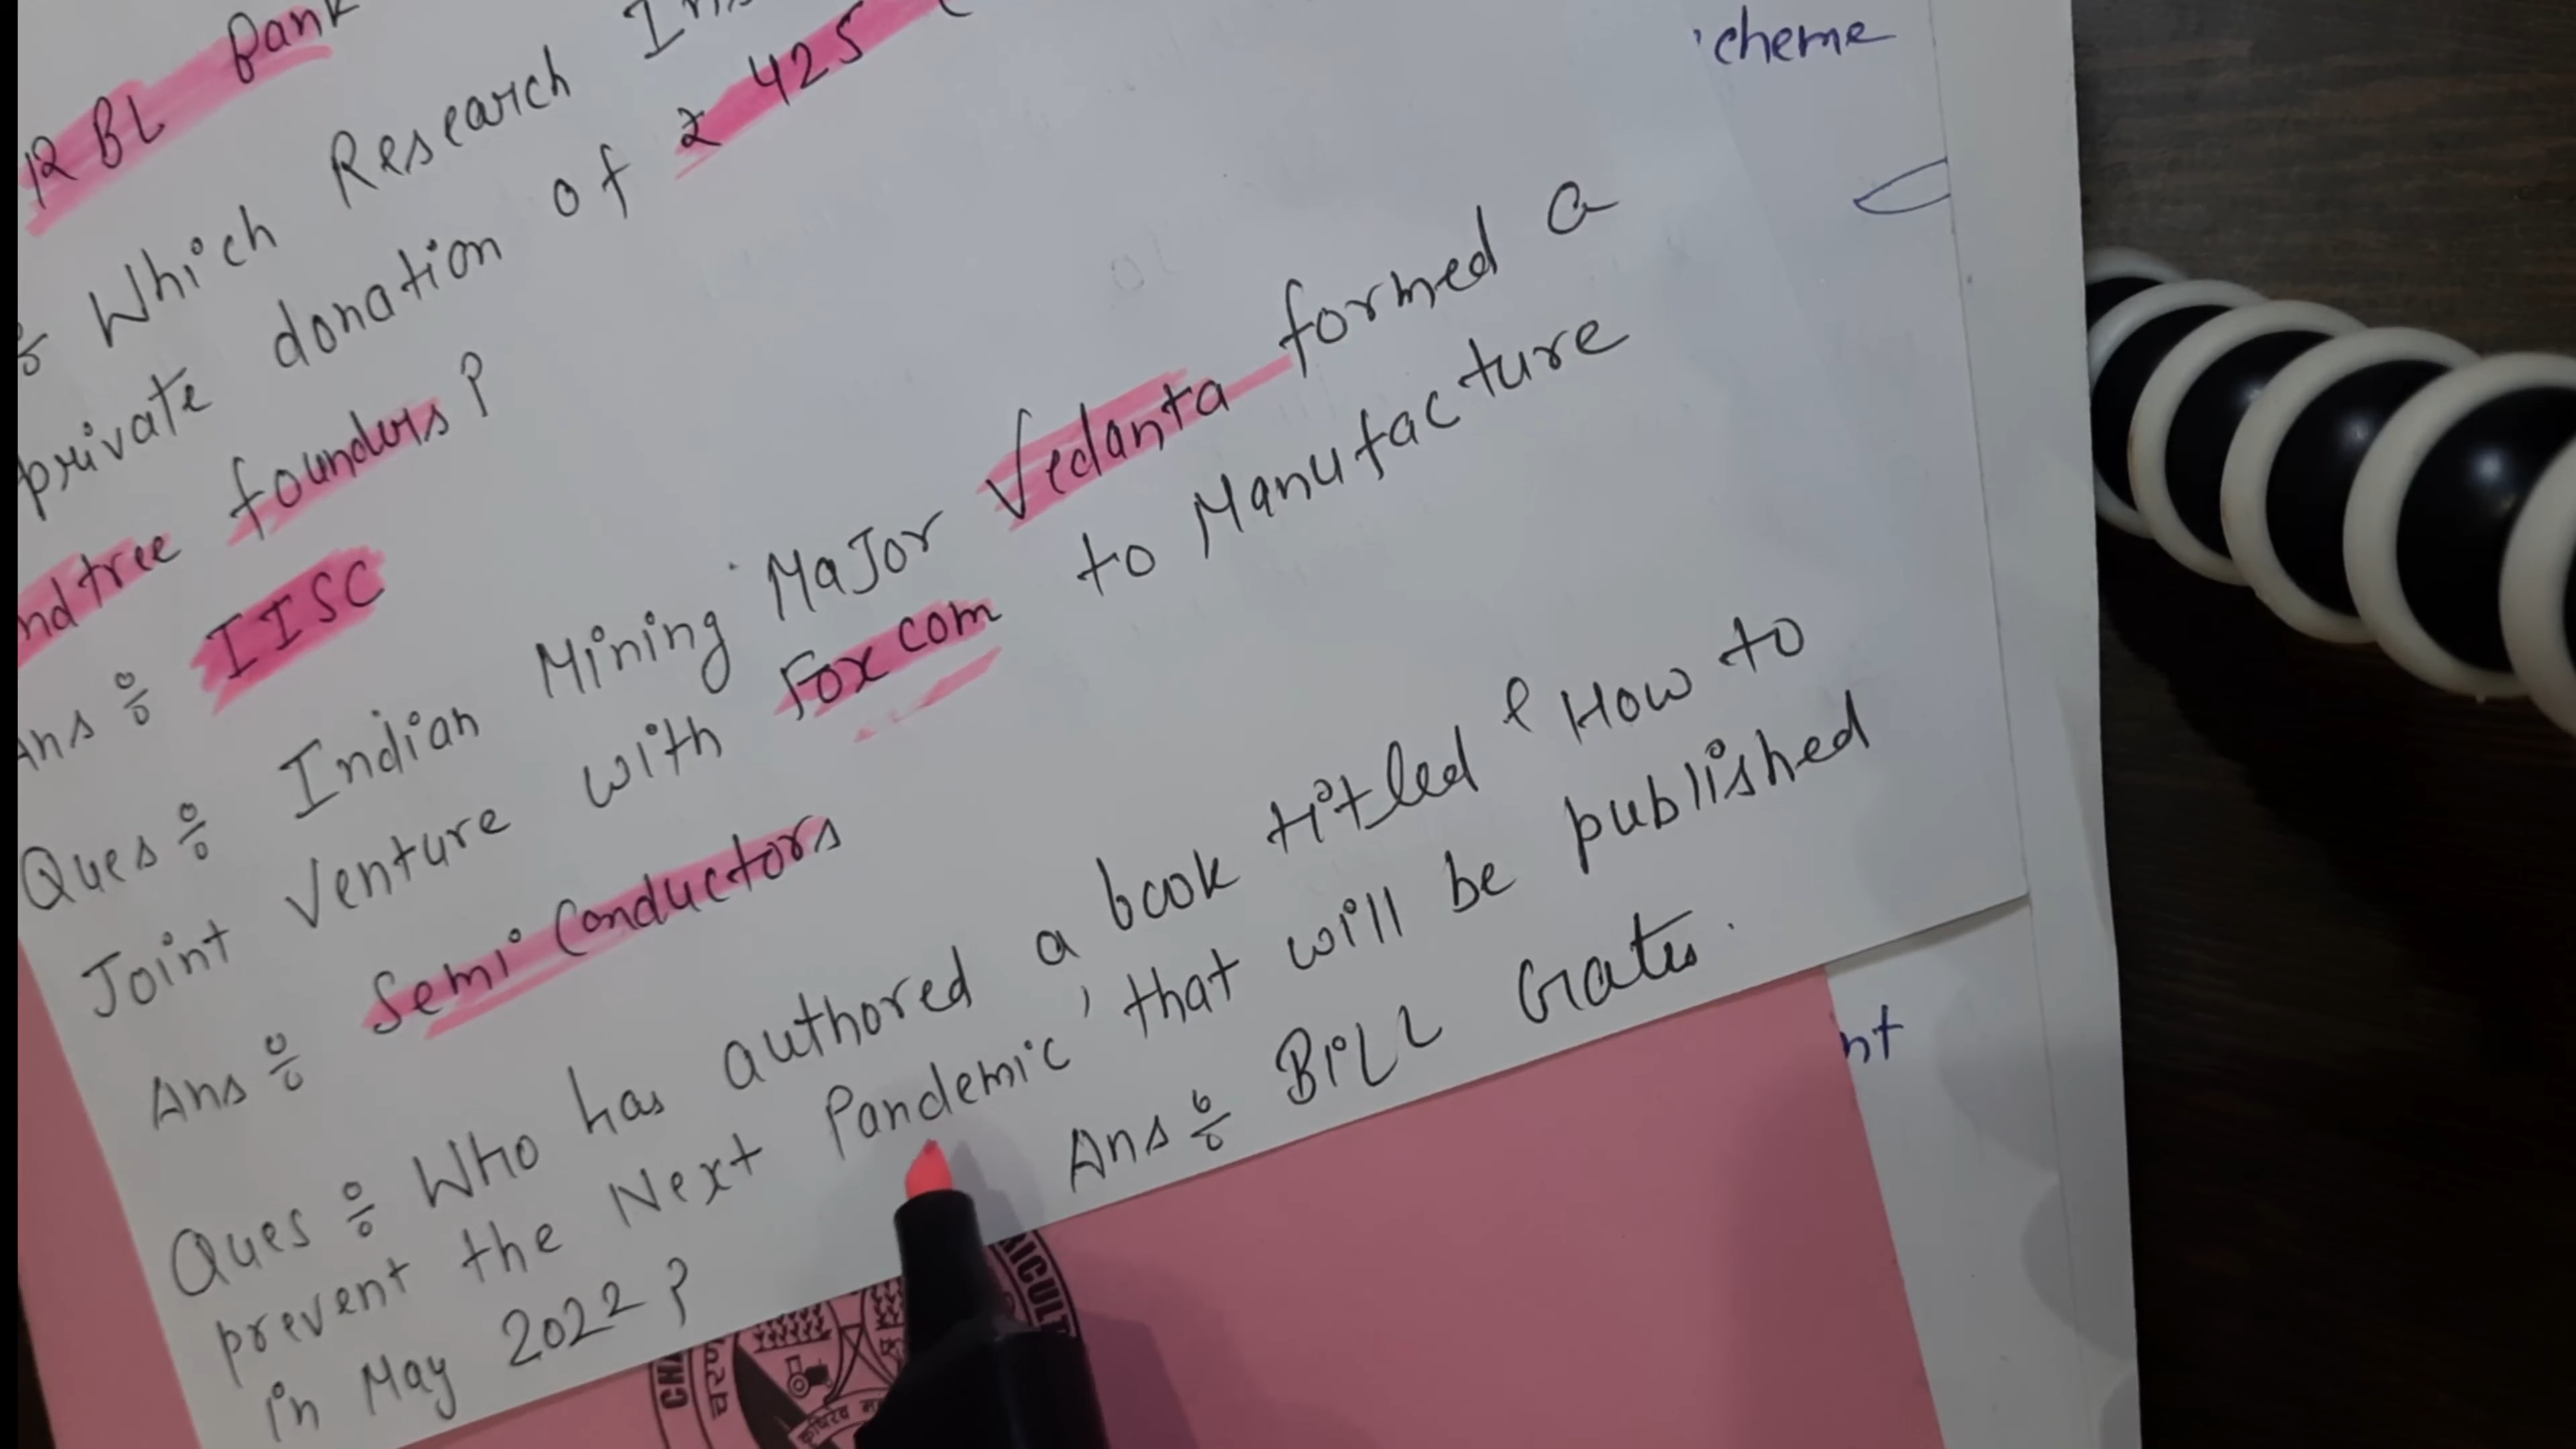 RBL Bank
Which Research
private donation of ₹ 425
ndtree founders?
Ans : IISC
Ques : Indian Mining MaJor Vedanta formed a
Joint Venture with Foxcom to Manufacture
Ans : Semi Conductors
Ques : Who has authored a book titled ' How to
prevent the Next Pandemic' that will be published
in May 2022 ?
Ans : BiLL Gates.
cheme
nt